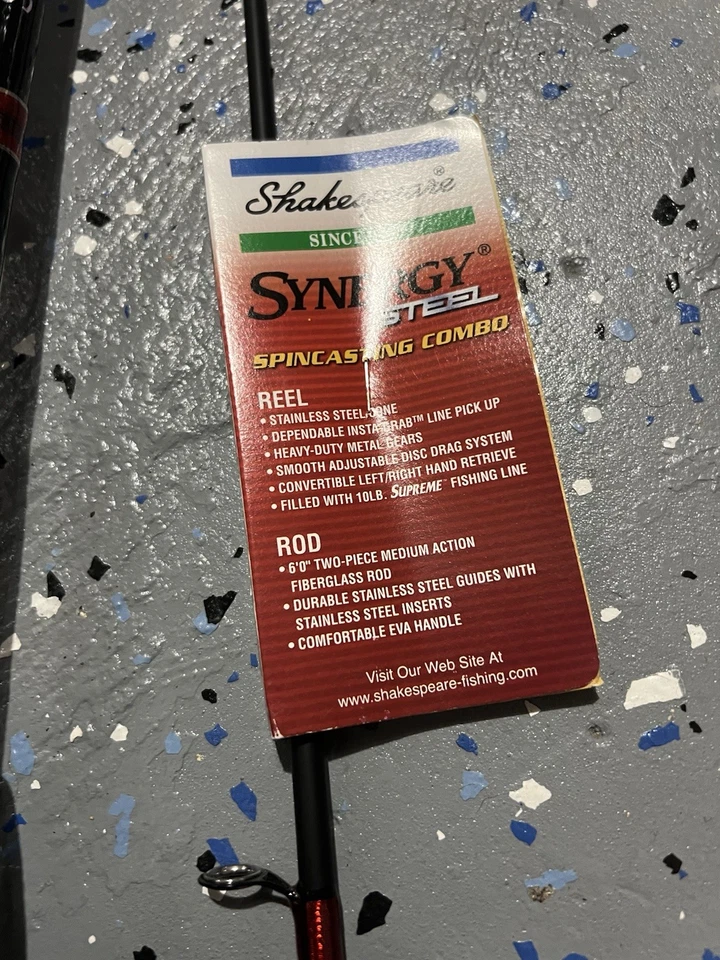 Shakespeare®
SINCE
SYNERGY®
STEEL
SPINCASTING COMBO
REEL
• STAINLESS STEEL CONE
• DEPENDABLE INSTA-GRAB™ LINE PICK UP
• HEAVY-DUTY METAL GEARS
• SMOOTH ADJUSTABLE DISC DRAG SYSTEM
• CONVERTIBLE LEFT/RIGHT HAND RETRIEVE
• FILLED WITH 10LB. SUPREME™ FISHING LINE
ROD
• 6'0" TWO-PIECE MEDIUM ACTION
FIBERGLASS ROD
• DURABLE STAINLESS STEEL GUIDES WITH
STAINLESS STEEL INSERTS
• COMFORTABLE EVA HANDLE
Visit Our Web Site At
www.shakespeare-fishing.com